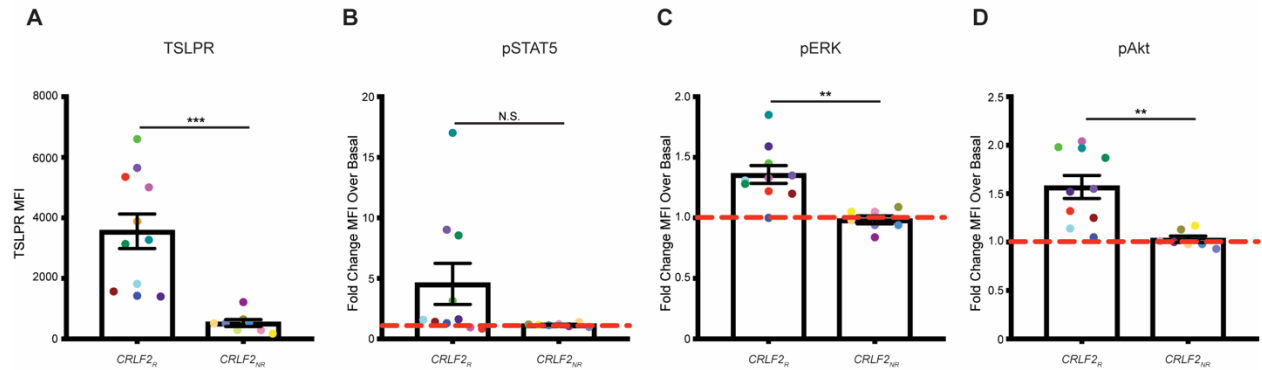 A
TSLPR
TSLPR MFI
8000
6000
4000
2000
0
***
CRLF2R
CRLF2NR
B
pSTAT5
Fold Change MFI Over Basal
20
15
10
5
0
N.S.
CRLF2R
CRLF2NR
C
pERK
Fold Change MFI Over Basal
2.0
1.5
1.0
0.5
0
**
CRLF2R
CRLF2NR
D
pAkt
Fold Change MFI Over Basal
2.5
2.0
1.5
1.0
0.5
0
**
CRLF2R
CRLF2NR